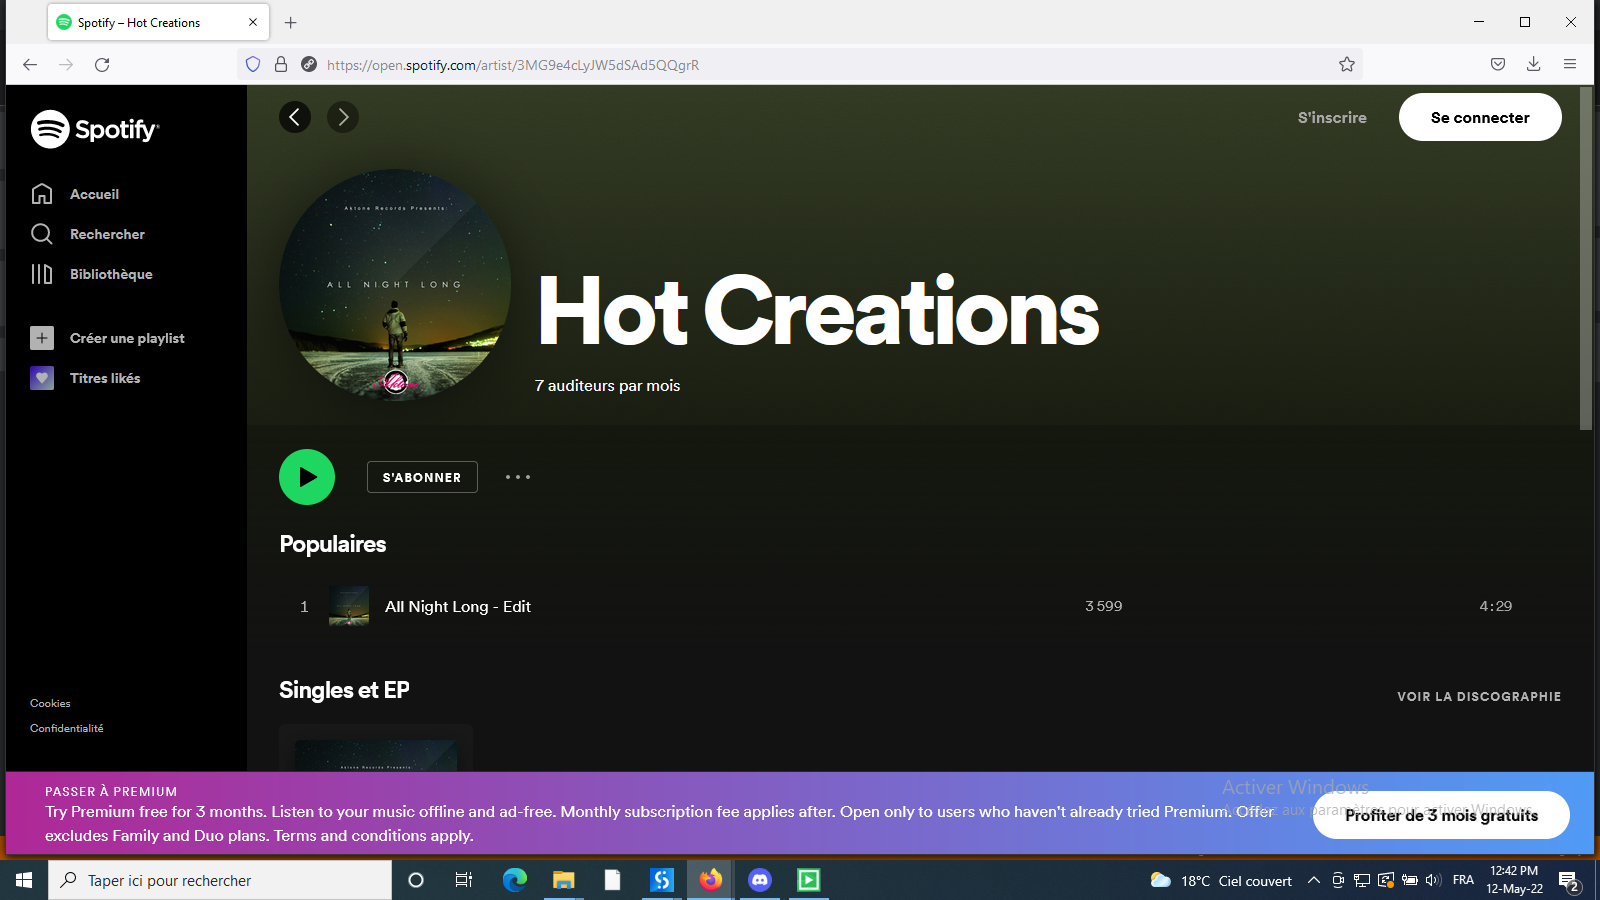 Spotify – Hot Creations
https://open.spotify.com/artist/3MG9e4cLyJW5dSAd5QQgrR
Spotify
Accueil
Rechercher
Bibliothèque
Créer une playlist
Titres likés
Cookies
Confidentialité
S'inscrire
Se connecter
Aktone Records Presents:
ALL NIGHT LONG
Hot Creations
7 auditeurs par mois
S'ABONNER
Populaires
1 All Night Long - Edit 3 599 4:29
Singles et EP
VOIR LA DISCOGRAPHIE
Aktone Records Presents:
PASSER À PREMIUM
Try Premium free for 3 months. Listen to your music offline and ad-free. Monthly subscription fee applies after. Open only to users who haven't already tried Premium. Offer
excludes Family and Duo plans. Terms and conditions apply.
Profiter de 3 mois gratuits
Activer Windows
aux paramètres pour activer Windows.
Taper ici pour rechercher
18°C Ciel couvert
FRA
12:42 PM
12-May-22
2